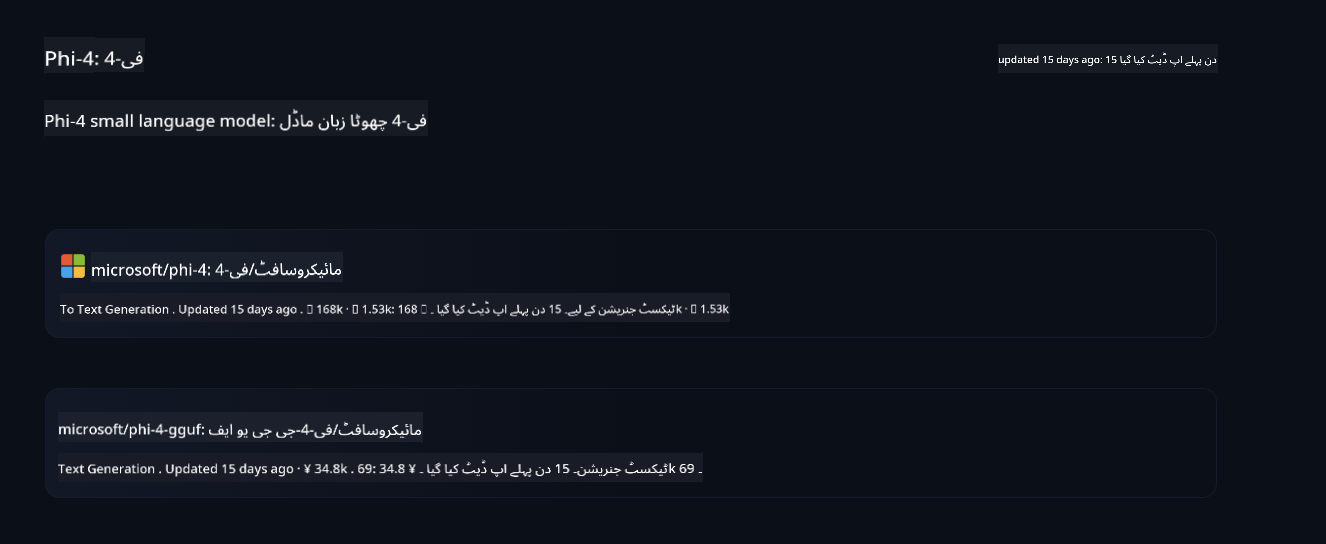 Phi-4: فی-4
updated 15 days ago: 15 دن پہلے اپ ڈیٹ کیا گیا
Phi-4 small language model: فی-4 چھوٹا زبان ماڈل
microsoft/phi-4: مائیکروسافٹ/فی-4
To Text Generation . Updated 15 days ago . 168k · 1.53k: ٹیکسٹ جنریشن کے لیے۔ 15 دن پہلے اپ ڈیٹ کیا گیا ۔ 168k · 1.53k
microsoft/phi-4-gguf: مائیکروسافٹ/فی-4-جی جی یو ایف
Text Generation . Updated 15 days ago · ¥ 34.8k . 69: ٹیکسٹ جنریشن۔ 15 دن پہلے اپ ڈیٹ کیا گیا ۔ ¥ 34.8k ۔ 69